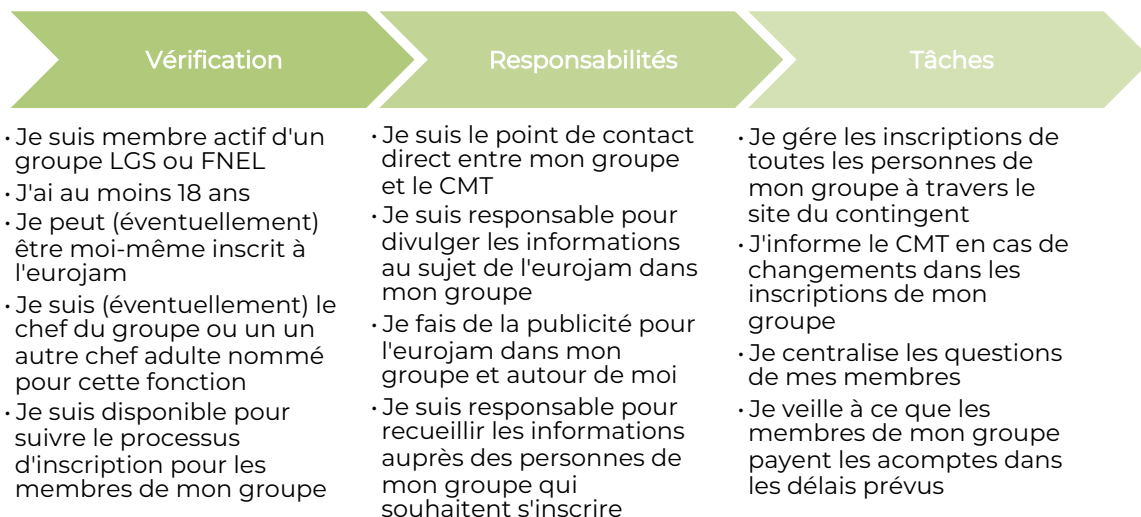 Vérification
Responsabilités
Tâches
· Je suis membre actif d'un
groupe LGS ou FNEL
· J'ai au moins 18 ans
· Je peut (éventuellement)
être moi-même inscrit à
l'eurojam
· Je suis (éventuellement) le
chef du groupe ou un un
autre chef adulte nommé
pour cette fonction
· Je suis disponible pour
suivre le processus
d'inscription pour les
membres de mon groupe
· Je suis le point de contact
direct entre mon groupe
et le CMT
· Je suis responsable pour
divulger les informations
au sujet de l'eurojam dans
mon groupe
· Je fais de la publicité pour
l'eurojam dans mon
groupe et autour de moi
· Je suis responsable pour
recueillir les informations
auprès des personnes de
mon groupe qui
souhaitent s'inscrire
· Je gére les inscriptions de
toutes les personnes de
mon groupe à travers le
site du contingent
· J'informe le CMT en cas de
changements dans les
inscriptions de mon
groupe
· Je centralise les questions
de mes membres
· Je veille à ce que les
membres de mon groupe
payent les acomptes dans
les délais prévus